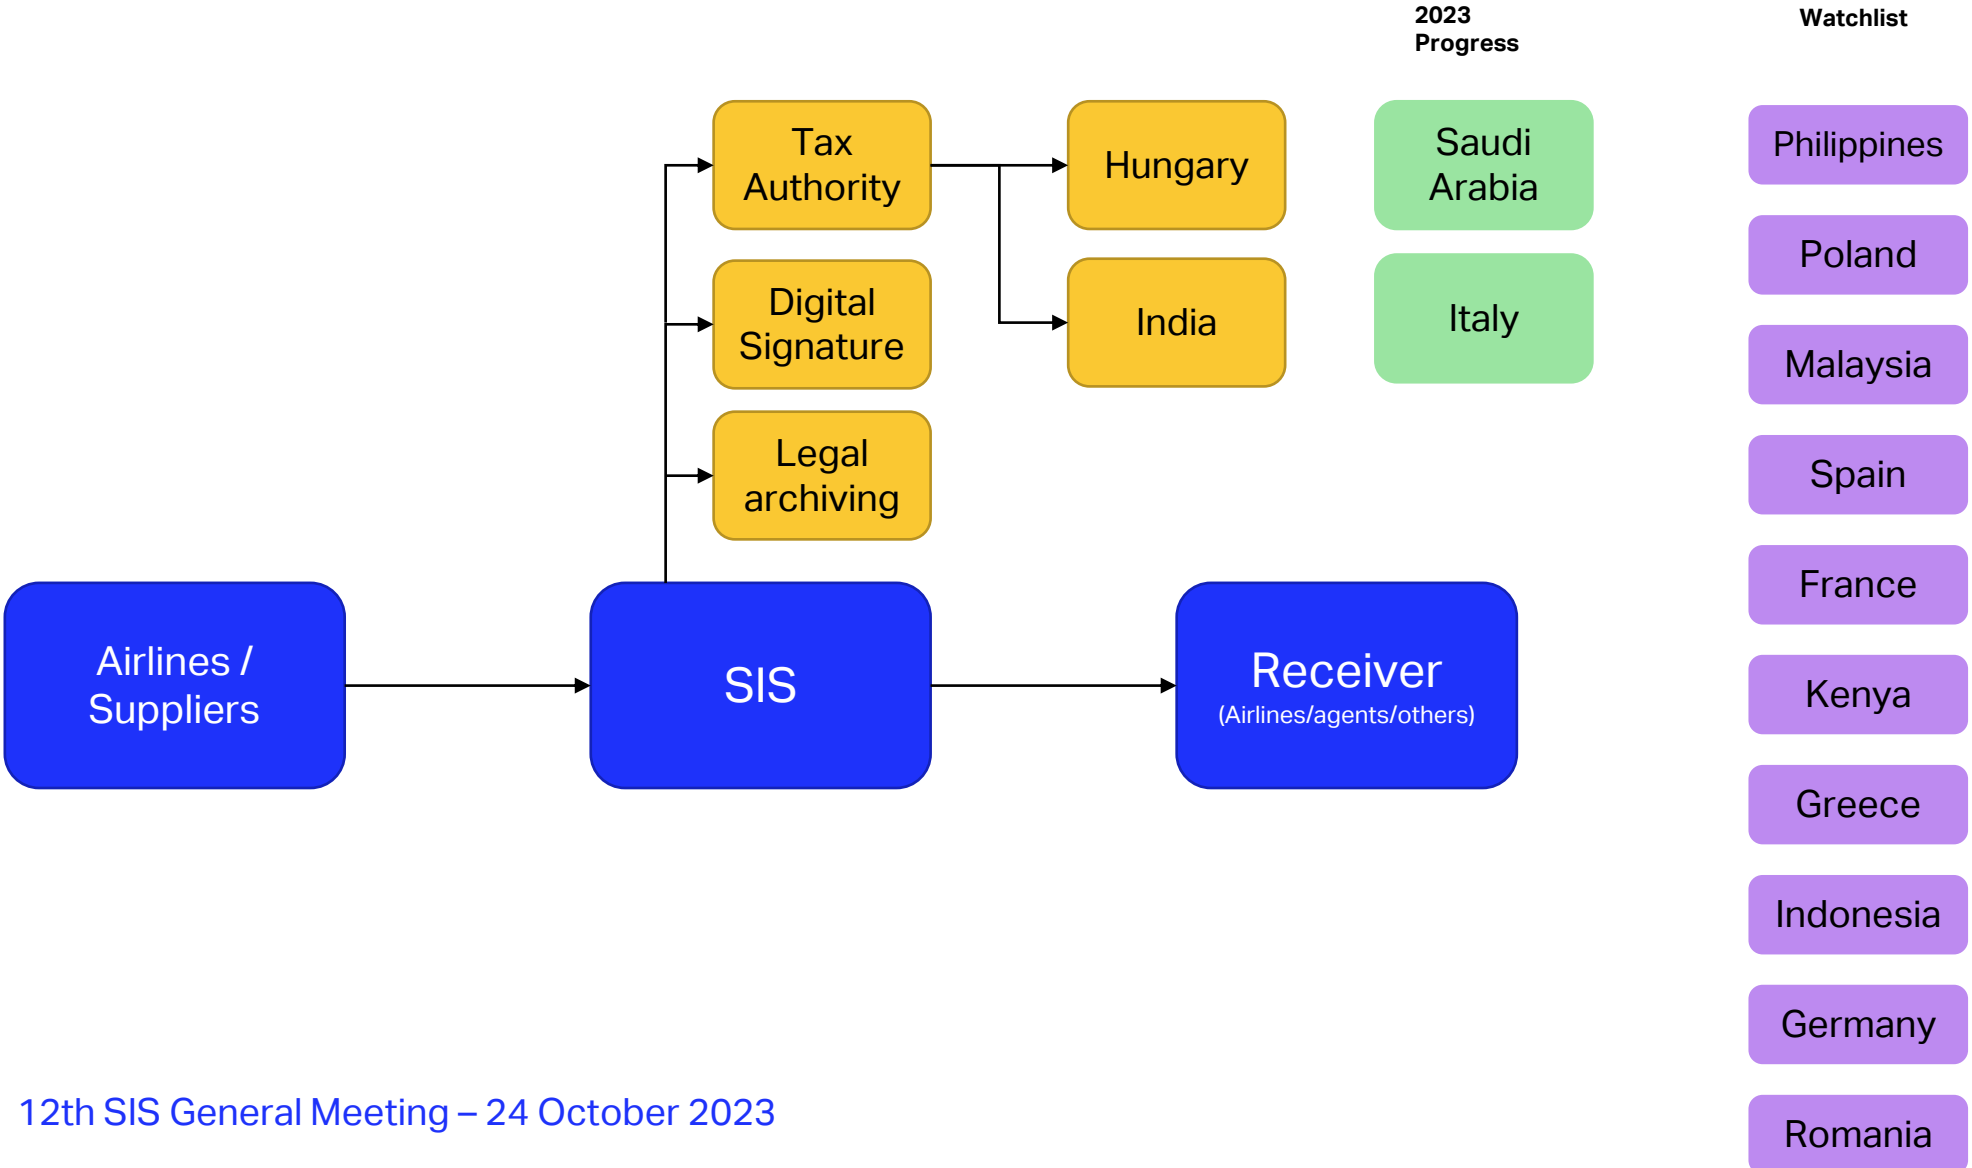 2023
Progress
Watchlist
Tax
Authority
Hungary
Saudi
Arabia
Philippines
Poland
Digital
Signature
India
Italy
Malaysia
Legal
archiving
Spain
France
Airlines /
Suppliers
SIS
Receiver
(Airlines/agents/others)
Kenya
Greece
Indonesia
Germany
12th SIS General Meeting – 24 October 2023
Romania